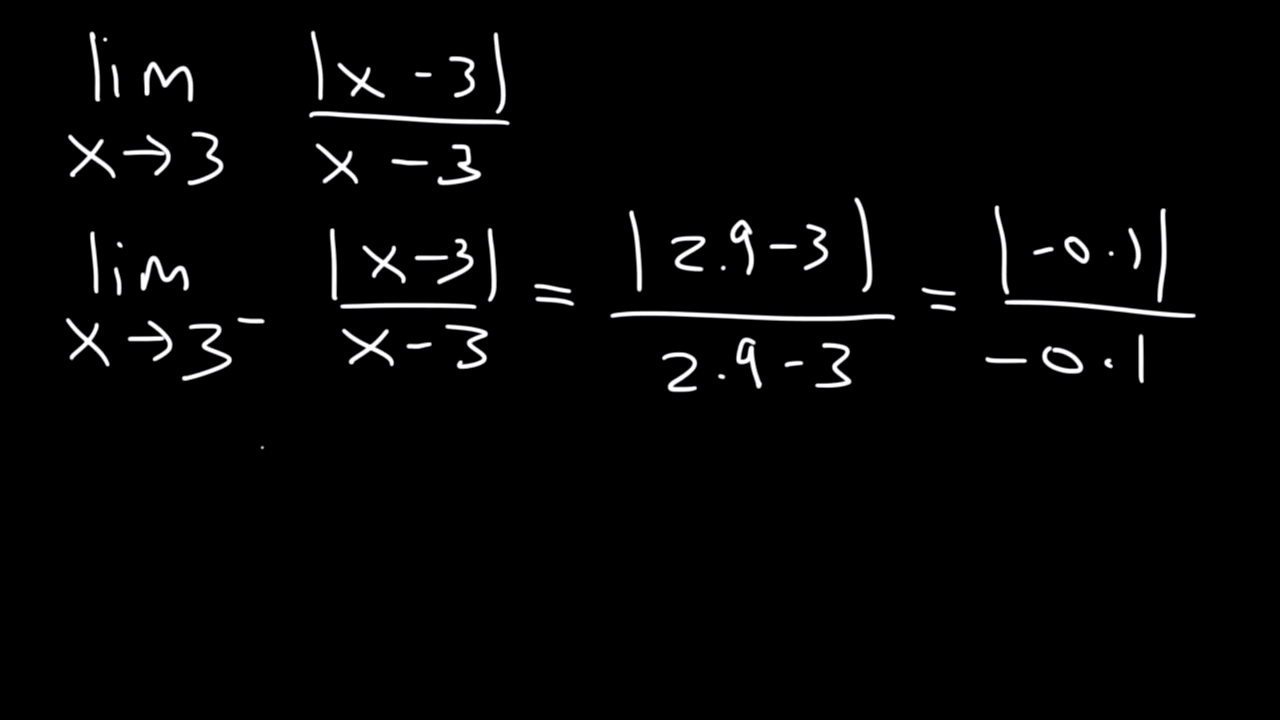 lim x→3 |x-3| / x-3
lim x→3⁻ |x-3| / x-3 = |2.9-3| / 2.9-3 = |-0.1| / -0.1